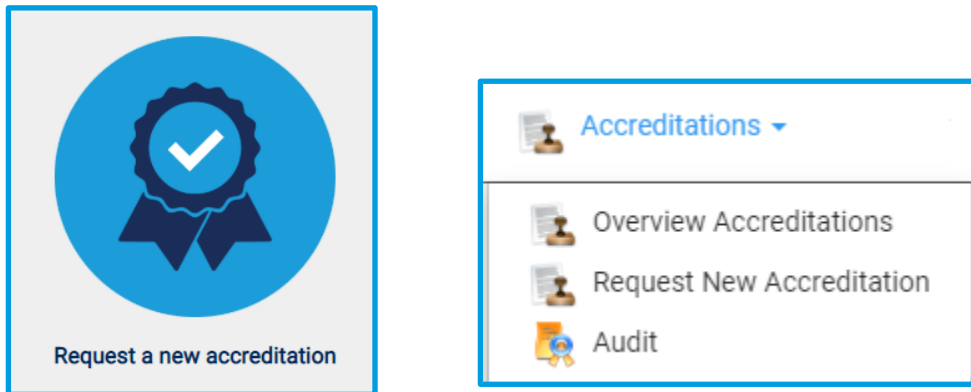 Request a new accreditation
Accreditations
Overview Accreditations
Request New Accreditation
Audit